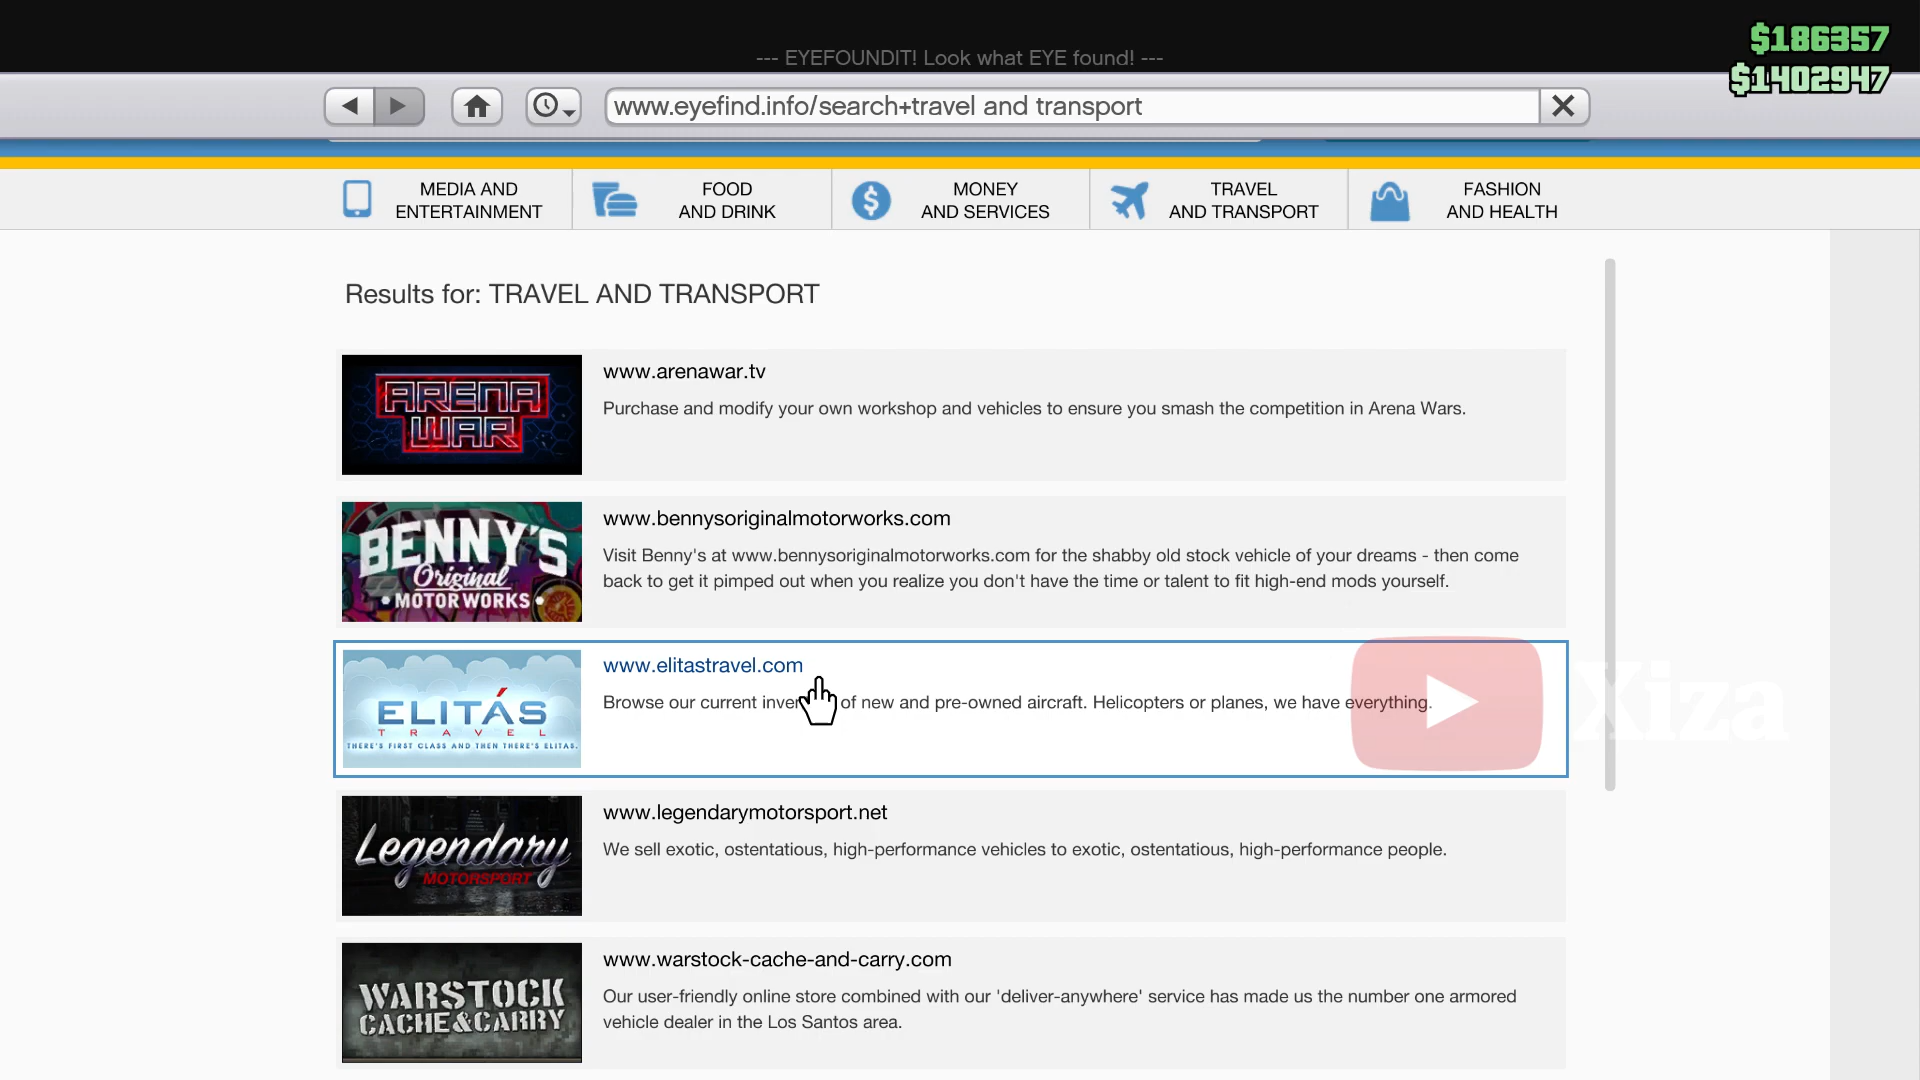 $186357
--- EYEFOUNDIT! Look what EYE found! ---
$1402947
www.eyefind.info/search+travel and transport
MEDIA AND
ENTERTAINMENT
FOOD
AND DRINK
MONEY
AND SERVICES
TRAVEL
AND TRANSPORT
FASHION
AND HEALTH
Results for: TRAVEL AND TRANSPORT
ARENA
WAR
www.arenawar.tv
Purchase and modify your own workshop and vehicles to ensure you smash the competition in Arena Wars.
BENNY'S
Original
MOTOR WORKS
www.bennysoriginalmotorworks.com
Visit Benny's at www.bennysoriginalmotorworks.com for the shabby old stock vehicle of your dreams - then come
back to get it pimped out when you realize you don't have the time or talent to fit high-end mods yourself.
ELITÁS
TRAVEL
THERE'S FIRST CLASS AND THEN THERE'S ELITAS.
www.elitastravel.com
Browse our current inver of new and pre-owned aircraft. Helicopters or planes, we have everything.
Xiza
Legendary
MOTORSPORT
www.legendarymotorsport.net
We sell exotic, ostentatious, high-performance vehicles to exotic, ostentatious, high-performance people.
WARSTOCK
CACHE&CARRY
www.warstock-cache-and-carry.com
Our user-friendly online store combined with our 'deliver-anywhere' service has made us the number one armored
vehicle dealer in the Los Santos area.